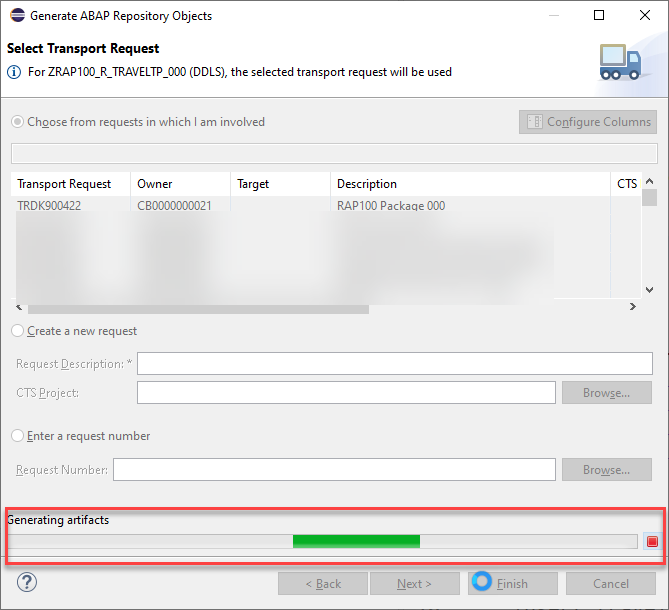 Generate ABAP Repository Objects
Select Transport Request
For ZRAP100_R_TRAVELTP_000 (DDLS), the selected transport request will be used
Choose from requests in which I am involved
Configure Columns
Transport Request Owner Target Description CTS
TRDK900422 CB0000000021 RAP100 Package 000
Create a new request
Request Description: *
CTS Project: Browse...
Enter a request number
Request Number: Browse...
Generating artifacts
? < Back Next > Finish Cancel